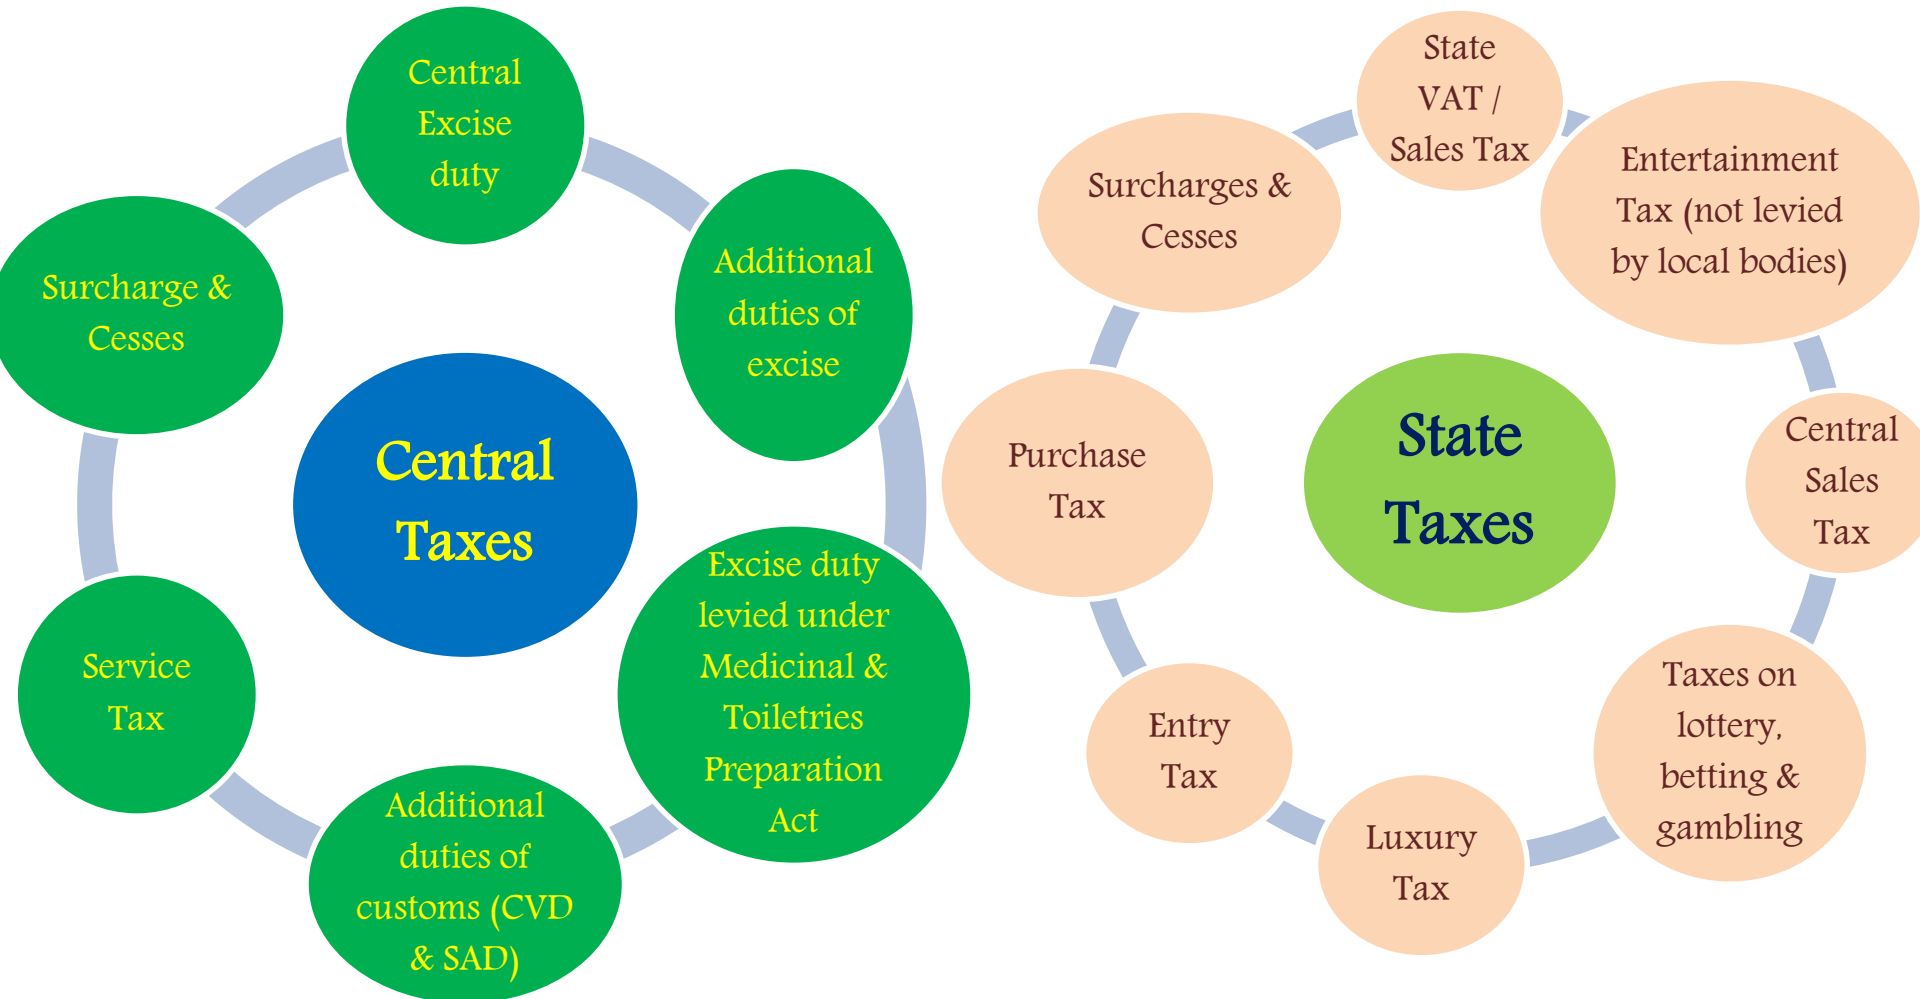 Central
Excise
duty
Additional
duties of
excise
Excise duty
levied under
Medicinal &
Toiletries
Preparation
Act
Additional
duties of
customs (CVD
& SAD)
Service
Tax
Surcharge &
Cesses
Central
Taxes
State
VAT /
Sales Tax
Entertainment
Tax (not levied
by local bodies)
Central
Sales
Tax
Taxes on
lottery,
betting &
gambling
Luxury
Tax
Entry
Tax
Purchase
Tax
Surcharges &
Cesses
State
Taxes